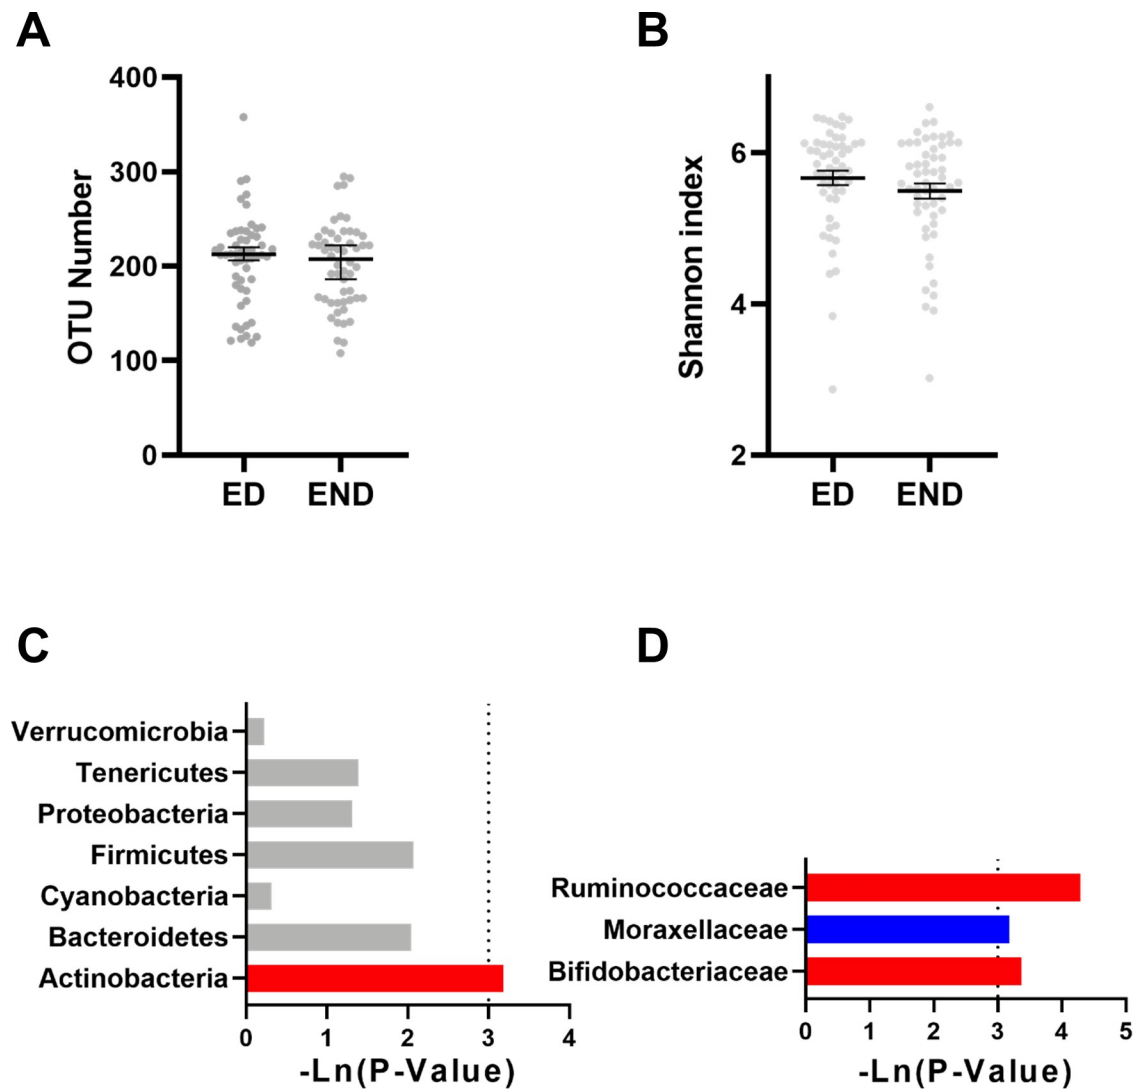 A
400
300
200
100
0
OTU Number
ED
END
B
6
4
2
Shannon index
ED
END
C
Verrucomicrobia
Tenericutes
Proteobacteria
Firmicutes
Cyanobacteria
Bacteroidetes
Actinobacteria
0 1 2 3 4
-Ln(P-Value)
D
Ruminococcaceae
Moraxellaceae
Bifidobacteriaceae
0 1 2 3 4 5
-Ln(P-Value)